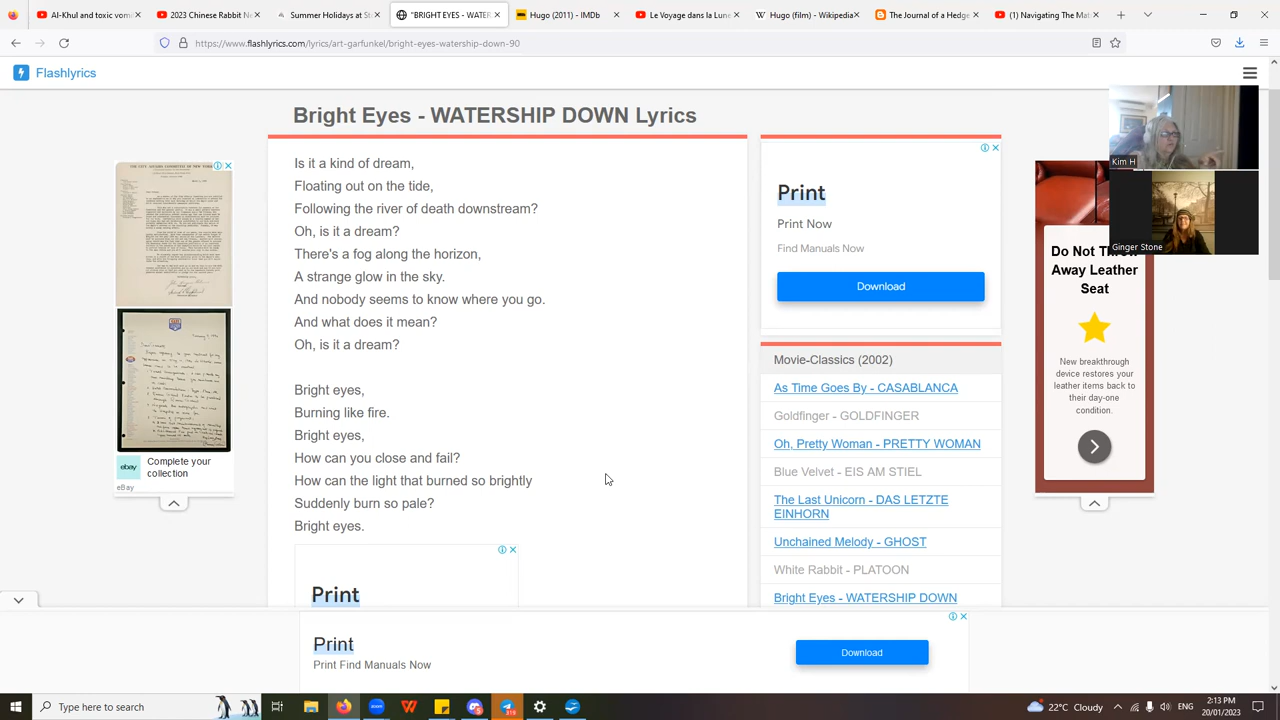 Al-Khul and toxic vomi
2023 Chinese Rabbit Ne
Summer Holidays at S
"BRIGHT EYES - WATER
Hugo (2011) - IMDb
Le Voyage dans la Lun
Hugo (film) - Wikipedia
The Journal of a Hedge
(1) Navigating The Ma
https://www.flashlyrics.com/lyrics/art-garfunkel/bright-eyes-watership-down-90
Flashlyrics
Bright Eyes - WATERSHIP DOWN Lyrics
Is it a kind of dream,
Floating out on the tide,
Following the river of death downstream?
Oh, is it a dream?
There's a fog along the horizon,
A strange glow in the sky.
And nobody seems to know where you go.
And what does it mean?
Oh, is it a dream?
Bright eyes,
Burning like fire.
Bright eyes,
How can you close and fail?
How can the light that burned so brightly
Suddenly burn so pale?
Bright eyes.
Print
Complete your
collection
eBay
Print
Print Now
Find Manuals Now
Download
Movie-Classics (2002)
As Time Goes By - CASABLANCA
Goldfinger - GOLDFINGER
Oh, Pretty Woman - PRETTY WOMAN
Blue Velvet - EIS AM STIEL
The Last Unicorn - DAS LETZTE
EINHORN
Unchained Melody - GHOST
White Rabbit - PLATOON
Bright Eyes - WATERSHIP DOWN
Kim H
Ginger Stone
Do Not Thr
Away Leather
Seat
New breakthrough
device restores your
leather items back to
their day-one
condition.
Print
Print Find Manuals Now
Download
Type here to search
22°C Cloudy
ENG
2:13 PM
20/01/2023